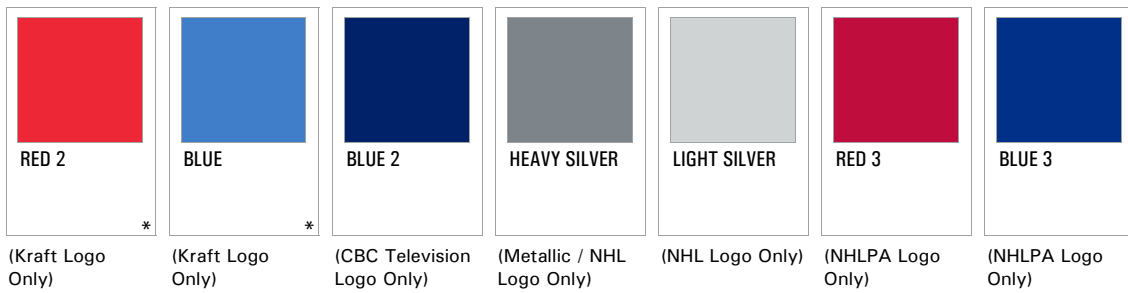 RED 2
BLUE
BLUE 2
HEAVY SILVER
LIGHT SILVER
RED 3
BLUE 3
*
*
(Kraft Logo
Only)
(Kraft Logo
Only)
(CBC Television
Logo Only)
(Metallic / NHL
Logo Only)
(NHL Logo Only)
(NHLPA Logo
Only)
(NHLPA Logo
Only)